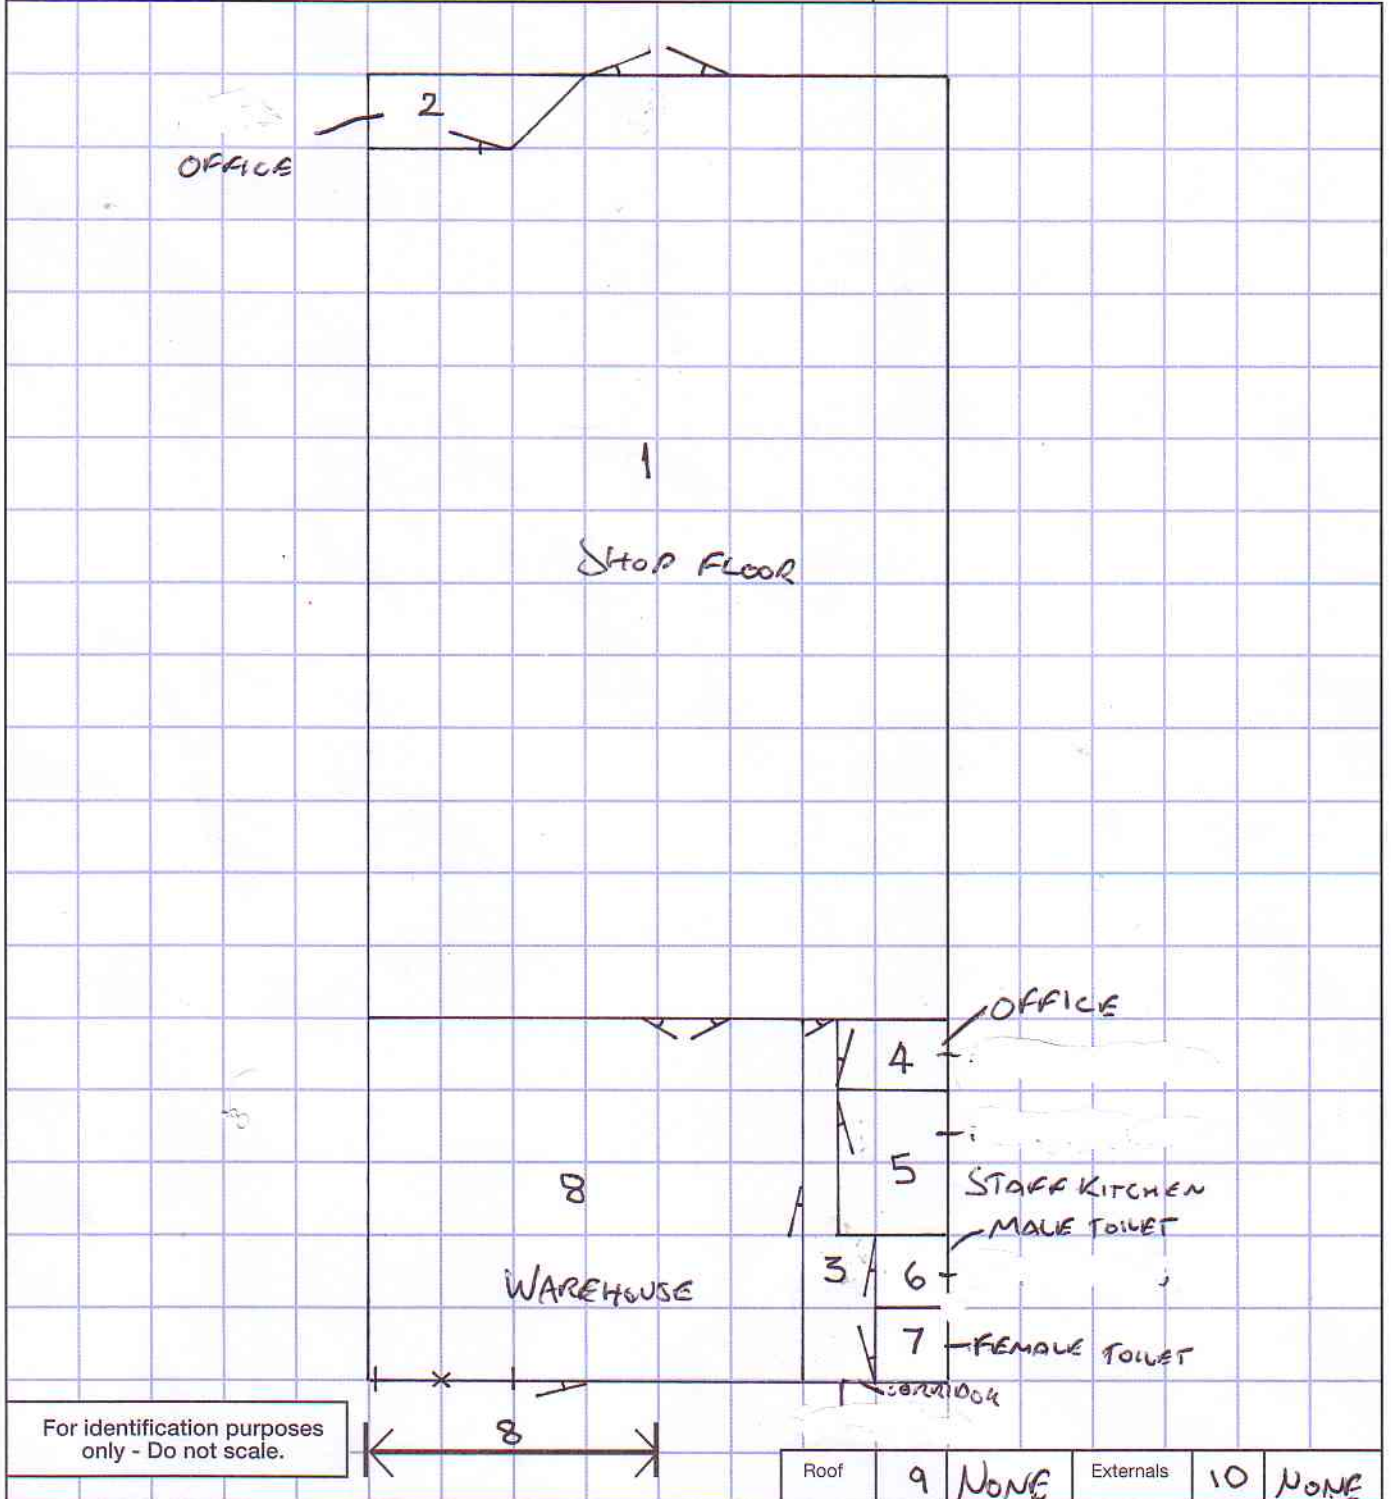 2
OFFICE
1
SHOP FLOOR
OFFICE
4
5
STAFF KITCHEN
MALE TOILET
8
3
6
WAREHOUSE
7
FEMALE TOILET
CORRIDOR
8
For identification purposes
only - Do not scale.
Roof 9 NONE Externals 10 NONE